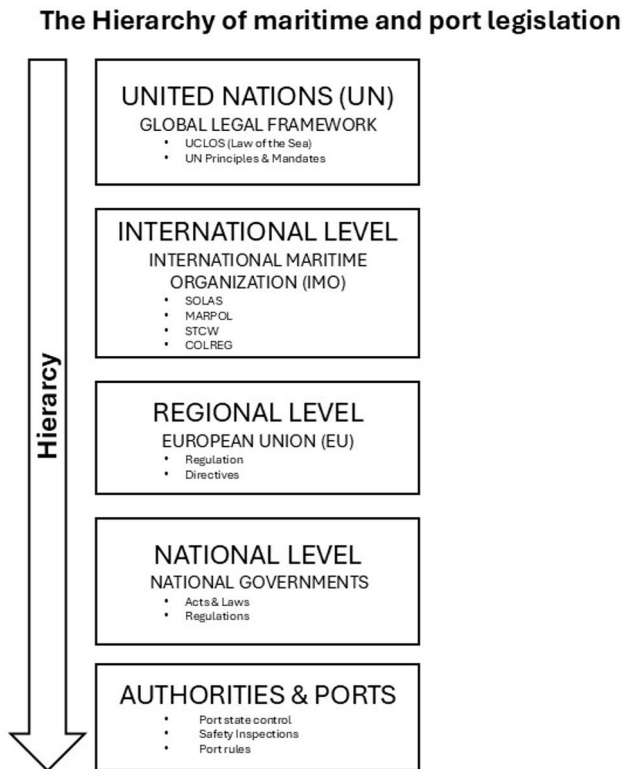 The Hierarchy of maritime and port legislation
UNITED NATIONS (UN)
GLOBAL LEGAL FRAMEWORK
• UCLOS (Law of the Sea)
• UN Principles & Mandates
INTERNATIONAL LEVEL
INTERNATIONAL MARITIME
ORGANIZATION (IMO)
• SOLAS
• MARPOL
• STCW
• COLREG
Hierarcy
REGIONAL LEVEL
EUROPEAN UNION (EU)
• Regulation
• Directives
NATIONAL LEVEL
NATIONAL GOVERNMENTS
• Acts & Laws
• Regulations
AUTHORITIES & PORTS
• Port state control
• Safety Inspections
• Port rules